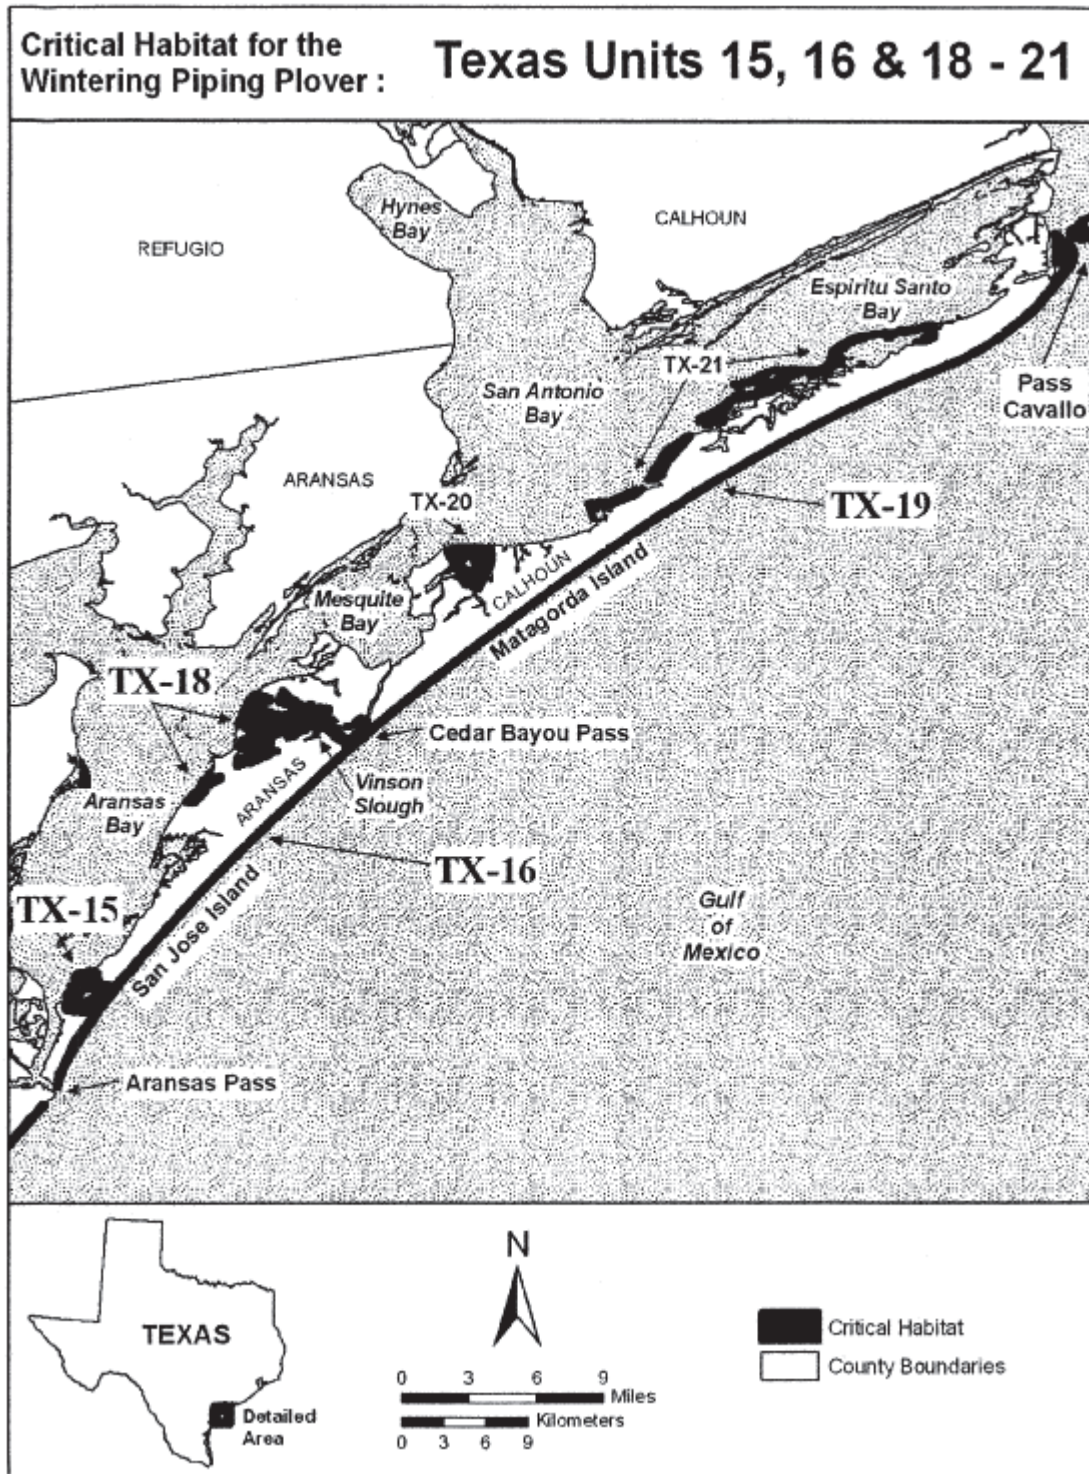 Critical Habitat for the
Wintering Piping Plover :
Texas Units 15, 16 & 18 - 21
Hynes
Bay
REFUGIO
CALHOUN
Espiritu Santo
Bay
TX-21
San Antonio
Bay
Pass
Cavallo
ARANSAS
TX-20
TX-19
CALHOUN
Matagorda Island
Mesquite
Bay
TX-18
Cedar Bayou Pass
Vinson
Slough
ARANSAS
Aransas
Bay
TX-16
TX-15
San Jose Island
Gulf
of
Mexico
Aransas Pass
TEXAS
Detailed
Area
N
0 3 6 9
Miles
Kilometers
0 3 6 9
Critical Habitat
County Boundaries